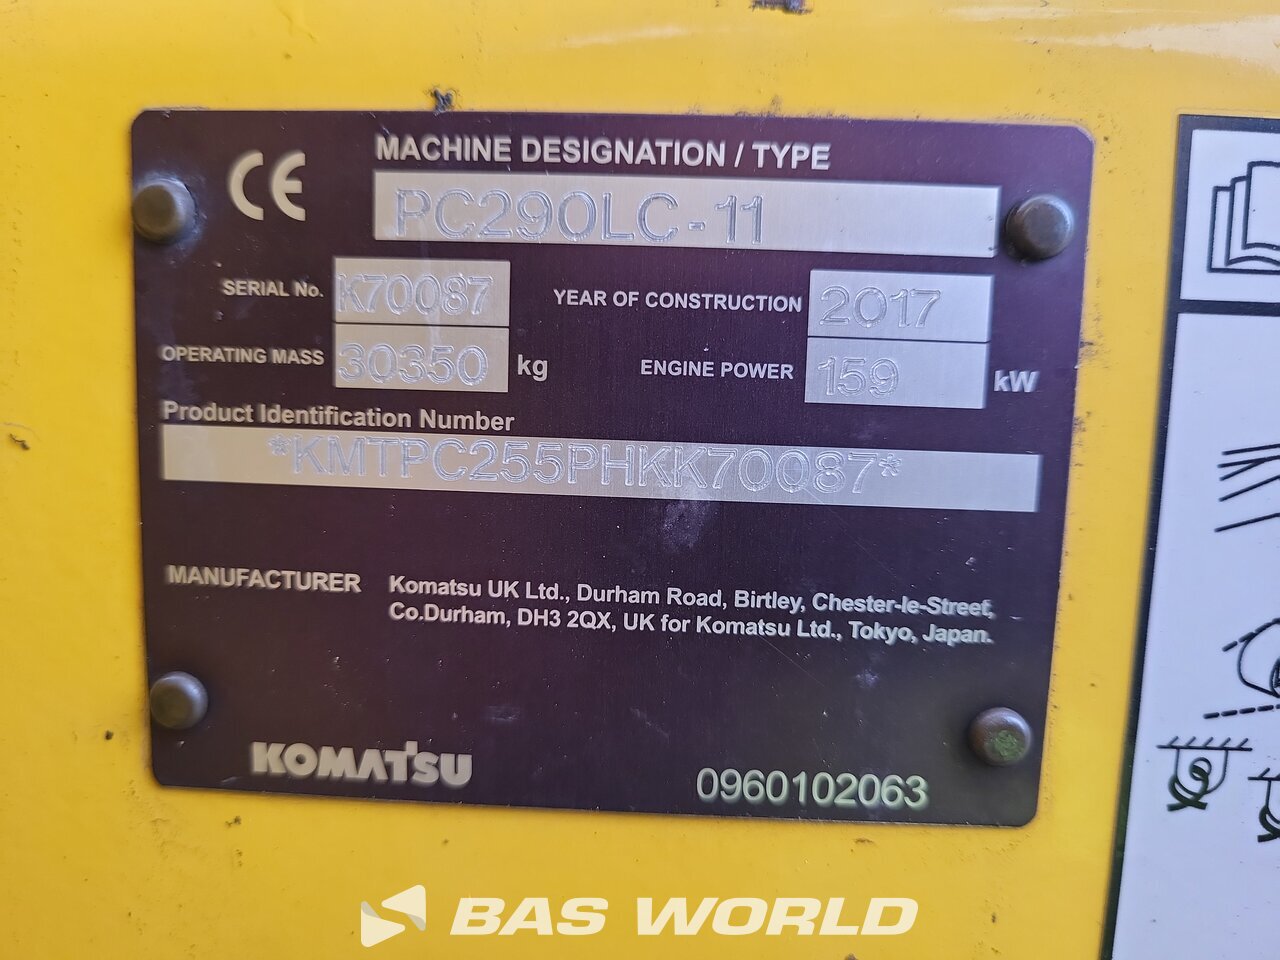 CE
MACHINE DESIGNATION / TYPE
PC290LC-11
SERIAL No. K70087 YEAR OF CONSTRUCTION 2017
OPERATING MASS 30350 kg ENGINE POWER 159 kW
Product Identification Number
*KMTPC255PHKK70087*
MANUFACTURER Komatsu UK Ltd., Durham Road, Birtley, Chester-le-Street,
Co.Durham, DH3 2QX, UK for Komatsu Ltd., Tokyo, Japan.
KOMATSU 0960102063
BAS WORLD